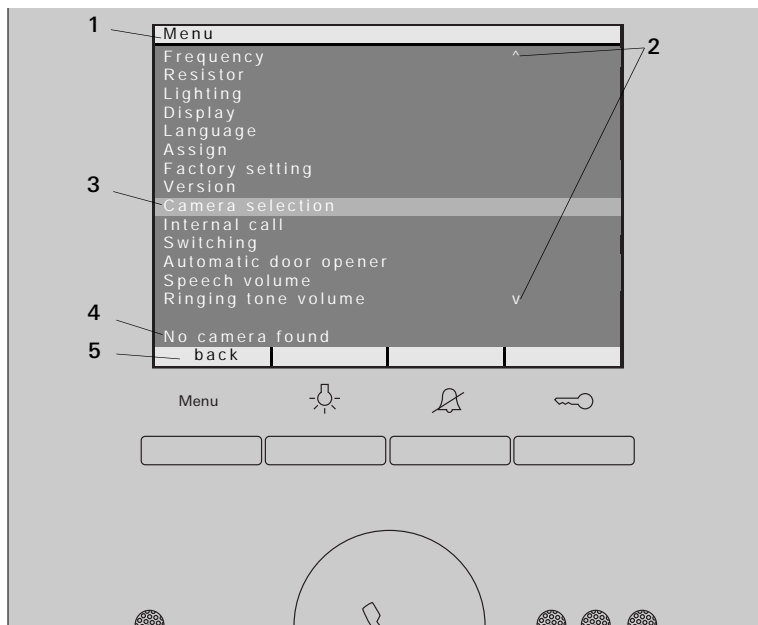 1
Menu
2
Frequency ^
Resistor
Lighting
Display
Language
Assign
Factory setting
Version
3
Camera selection
Internal call
Switching
Automatic door opener
Speech volume
Ringing tone volume v
4
No camera found
5
back
Menu